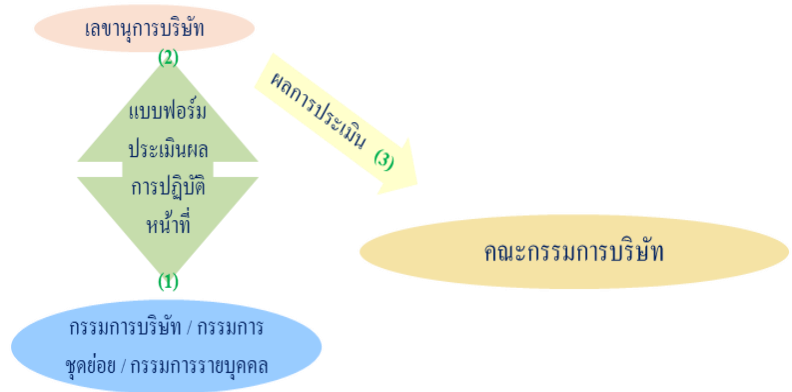 เลขานุการบริษัท
(2)
แบบฟอร์ม
ประเมินผล
การปฏิบัติ
หน้าที่
(1)
กรรมการบริษัท / กรรมการ
ชุดย่อย / กรรมการรายบุคคล
ผลการประเมิน (3)
คณะกรรมการบริษัท